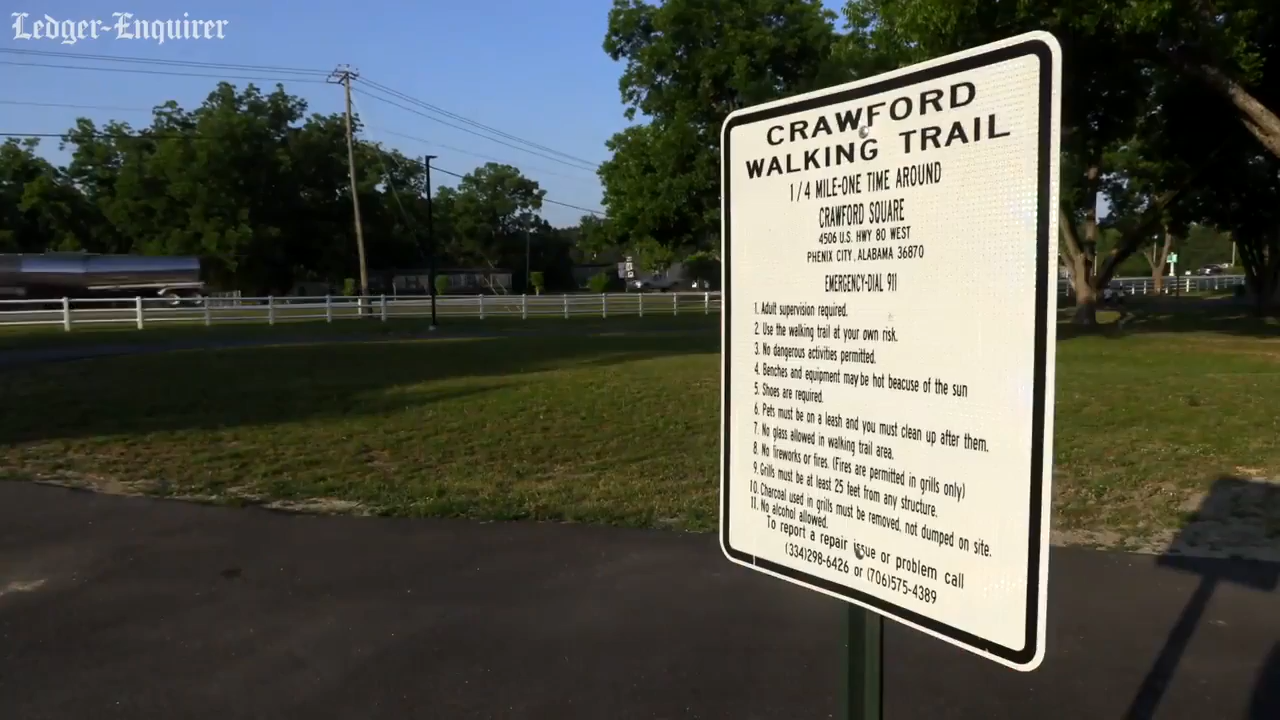 Ledger-Enquirer
CRAWFORD
WALKING TRAIL
1/4 MILE-ONE TIME AROUND
CRAWFORD SQUARE
4506 U.S. HWY 80 WEST
PHENIX CITY, ALABAMA 36870
EMERGENCY-DIAL 911
1. Adult supervision required.
2. Use the walking trail at your own risk.
3. No dangerous activities permitted.
4. Benches and equipment may be hot beacuse of the sun
5. Shoes are required.
6. Pets must be on a leash and you must clean up after them.
7. No glass allowed in walking trail area.
8. No fireworks or fires. (Fires are permitted in grills only)
9. Grills must be at least 25 feet from any structure.
10. Charcoal used in grills must be removed, not dumped on site.
11. No alcohol allowed.
To report a repair issue or problem call
(334)298-6426 or (706)575-4389